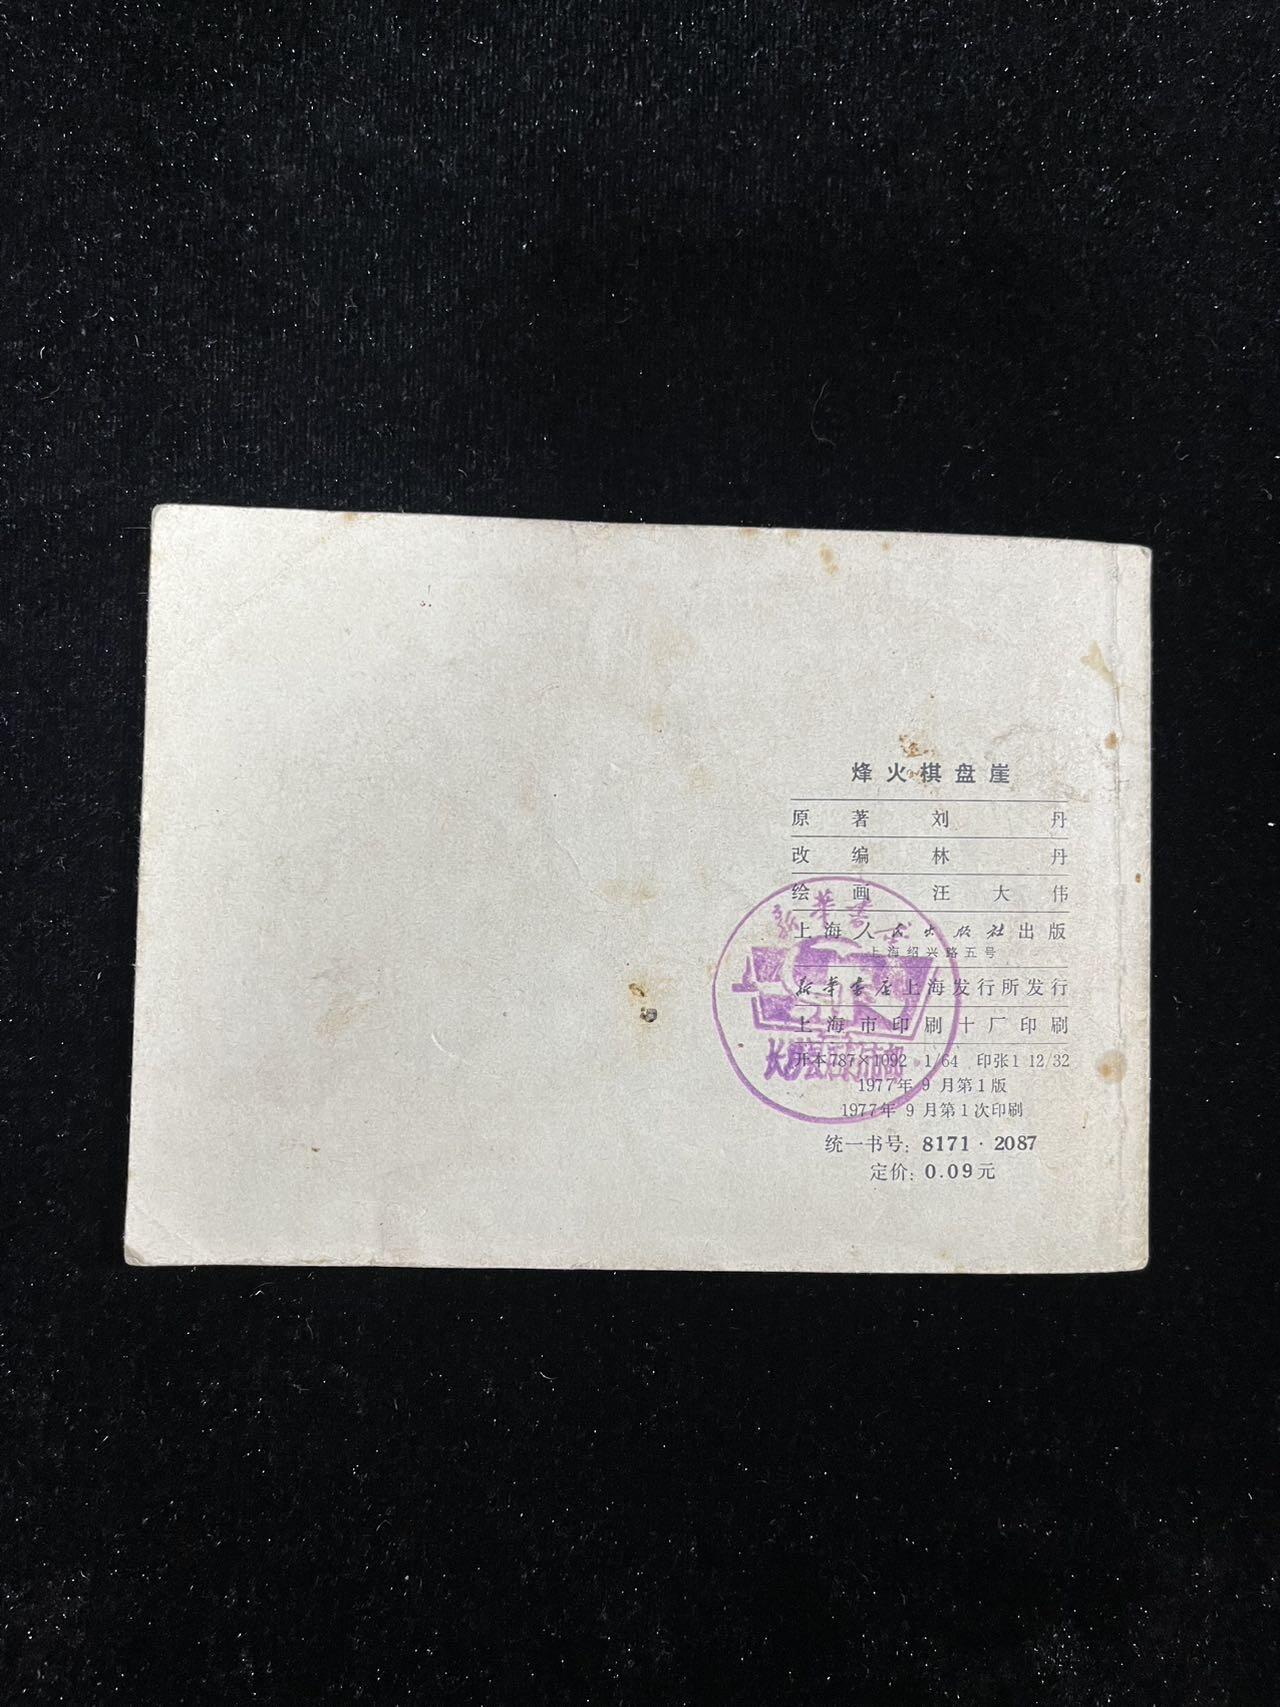 烽火棋盘崖
原著 刘丹
改编 林丹
绘画 汪大伟
上海人民出版社出版
上海绍兴路五号
新华书店上海发行所发行
上海市印刷十厂印刷
开本787×1092 1/64 印张1 12/32
1977年9月第1版
1977年9月第1次印刷
统一书号：8171·2087
定价：0.09元
新华书店